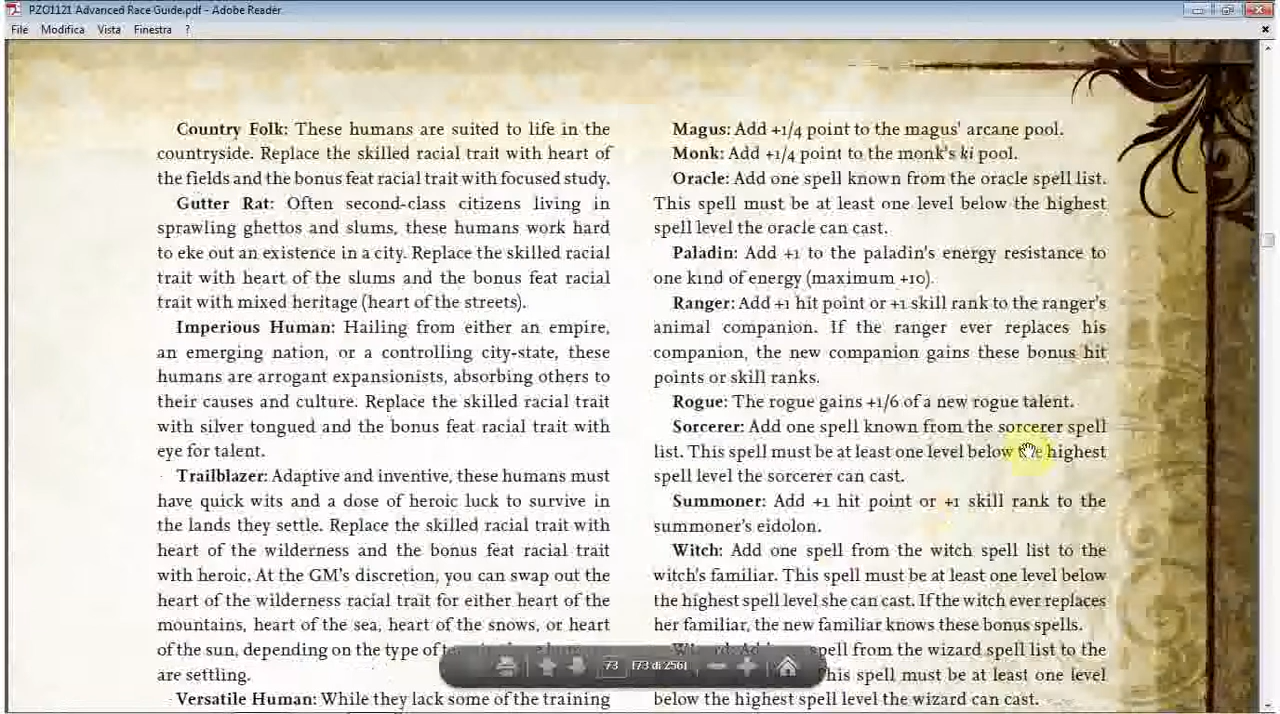 PZO1121 Advanced Race Guide.pdf - Adobe Reader
File Modifica Vista Finestra ?
Country Folk: These humans are suited to life in the
countryside. Replace the skilled racial trait with heart of
the fields and the bonus feat racial trait with focused study.
Gutter Rat: Often second-class citizens living in
sprawling ghettos and slums, these humans work hard
to eke out an existence in a city. Replace the skilled racial
trait with heart of the slums and the bonus feat racial
trait with mixed heritage (heart of the streets).
Imperious Human: Hailing from either an empire,
an emerging nation, or a controlling city-state, these
humans are arrogant expansionists, absorbing others to
their causes and culture. Replace the skilled racial trait
with silver tongued and the bonus feat racial trait with
eye for talent.
Trailblazer: Adaptive and inventive, these humans must
have quick wits and a dose of heroic luck to survive in
the lands they settle. Replace the skilled racial trait with
heart of the wilderness and the bonus feat racial trait
with heroic. At the GM's discretion, you can swap out the
heart of the wilderness racial trait for either heart of the
mountains, heart of the sea, heart of the snows, or heart
of the sun, depending on the type of
are settling.
Versatile Human: While they lack some of the training
Magus: Add +1/4 point to the magus' arcane pool.
Monk: Add +1/4 point to the monk's ki pool.
Oracle: Add one spell known from the oracle spell list.
This spell must be at least one level below the highest
spell level the oracle can cast.
Paladin: Add +1 to the paladin's energy resistance to
one kind of energy (maximum +10).
Ranger: Add +1 hit point or +1 skill rank to the ranger's
animal companion. If the ranger ever replaces his
companion, the new companion gains these bonus hit
points or skill ranks.
Rogue: The rogue gains +1/6 of a new rogue talent.
Sorcerer: Add one spell known from the sorcerer spell
list. This spell must be at least one level below the highest
spell level the sorcerer can cast.
Summoner: Add +1 hit point or +1 skill rank to the
summoner's eidolon.
Witch: Add one spell from the witch spell list to the
witch's familiar. This spell must be at least one level below
the highest spell level she can cast. If the witch ever replaces
her familiar, the new familiar knows these bonus spells.
spell from the wizard spell list to the
This spell must be at least one level
below the highest spell level the wizard can cast.
73 (73 di 256)